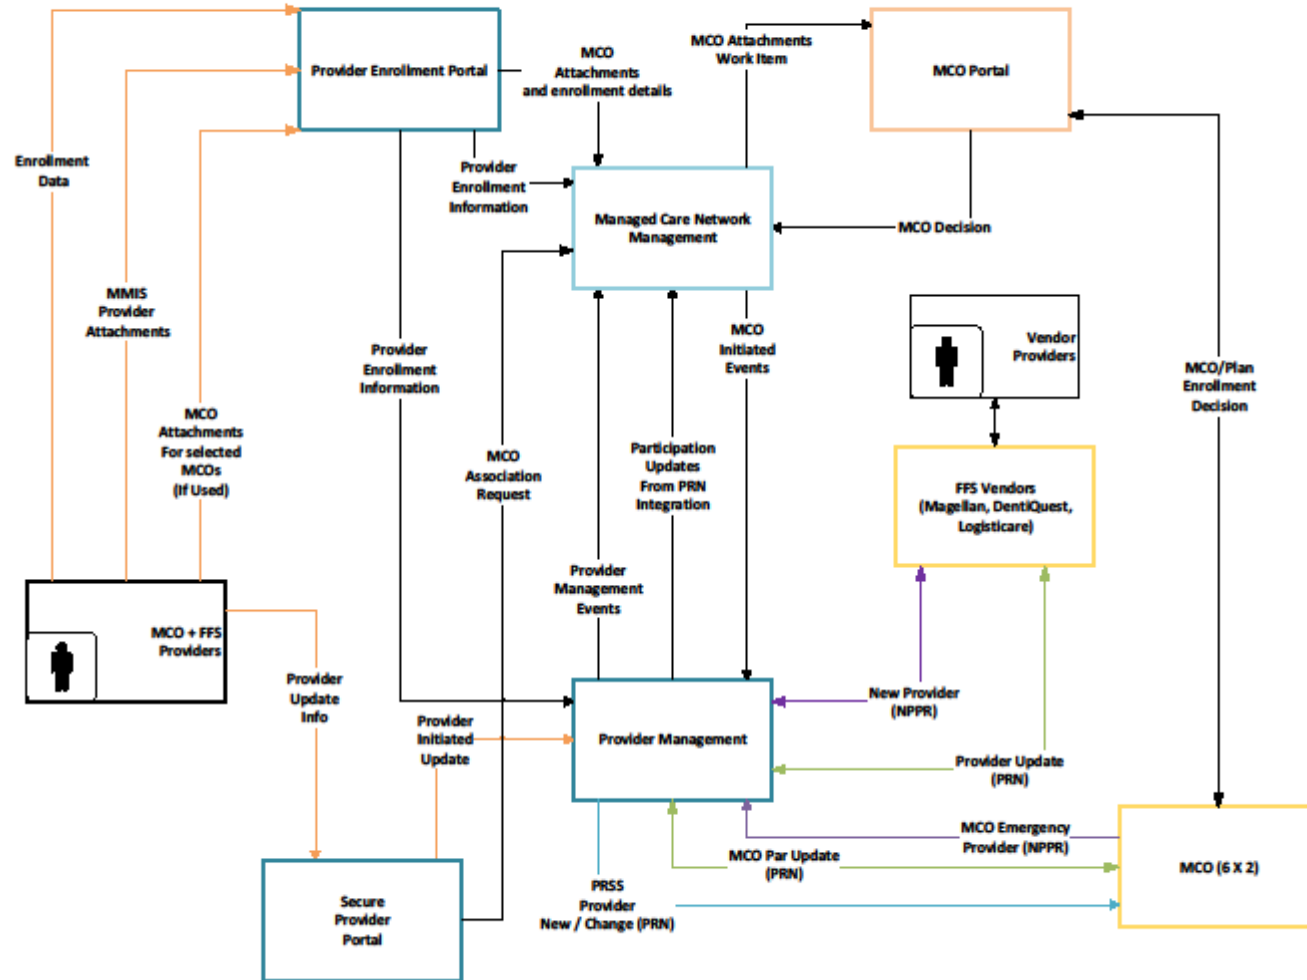 Provider Enrollment Portal
MCO
Attachments
and enrollment details
MCO Attachments
Work Item
MCO Portal
Enrollment
Data
Provider
Enrollment
Information
Managed Care Network
Management
MCO Decision
MMIS
Provider
Attachments
Provider
Enrollment
Information
MCO
Initiated
Events
Vendor
Providers
MCO/Plan
Enrollment
Decision
MCO
Attachments
For selected
MCOs
(If Used)
MCO
Association
Request
Participation
Updates
From PRN
Integration
FFS Vendors
(Magellan, DentiQuest,
Logisticare)
Provider
Management
Events
MCO + FFS
Providers
Provider
Update
Info
Provider
Initiated
Update
Provider Management
New Provider
(NPPR)
Provider Update
(PRN)
MCO Emergency
Provider (NPPR)
MCO Par Update
(PRN)
MCO (6 X 2)
PRSS
Provider
New / Change (PRN)
Secure
Provider
Portal